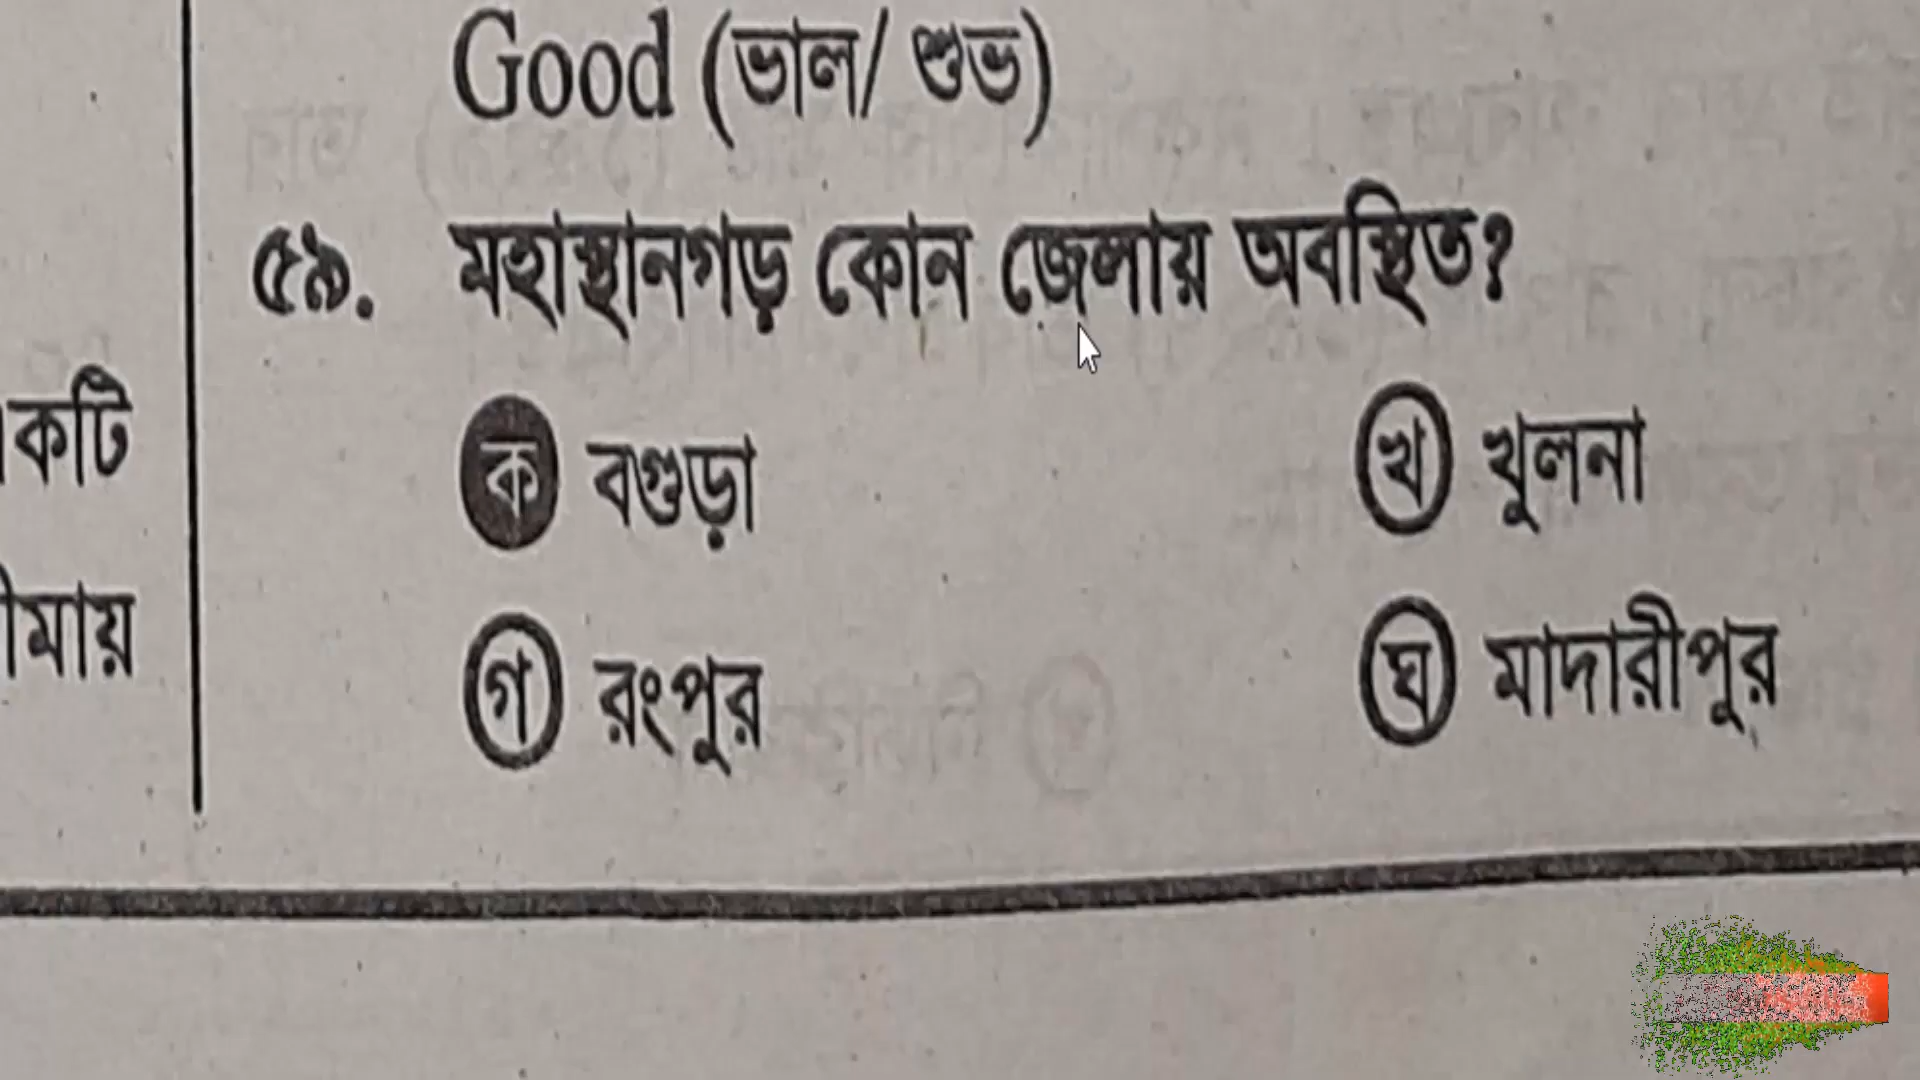 Good (ভাল/ শুভ)
৫৯. মহাস্থানগড় কোন জেলায় অবস্থিত?
ক বগুড়া
খ খুলনা
গ রংপুর
ঘ মাদারীপুর
কটি
মায়